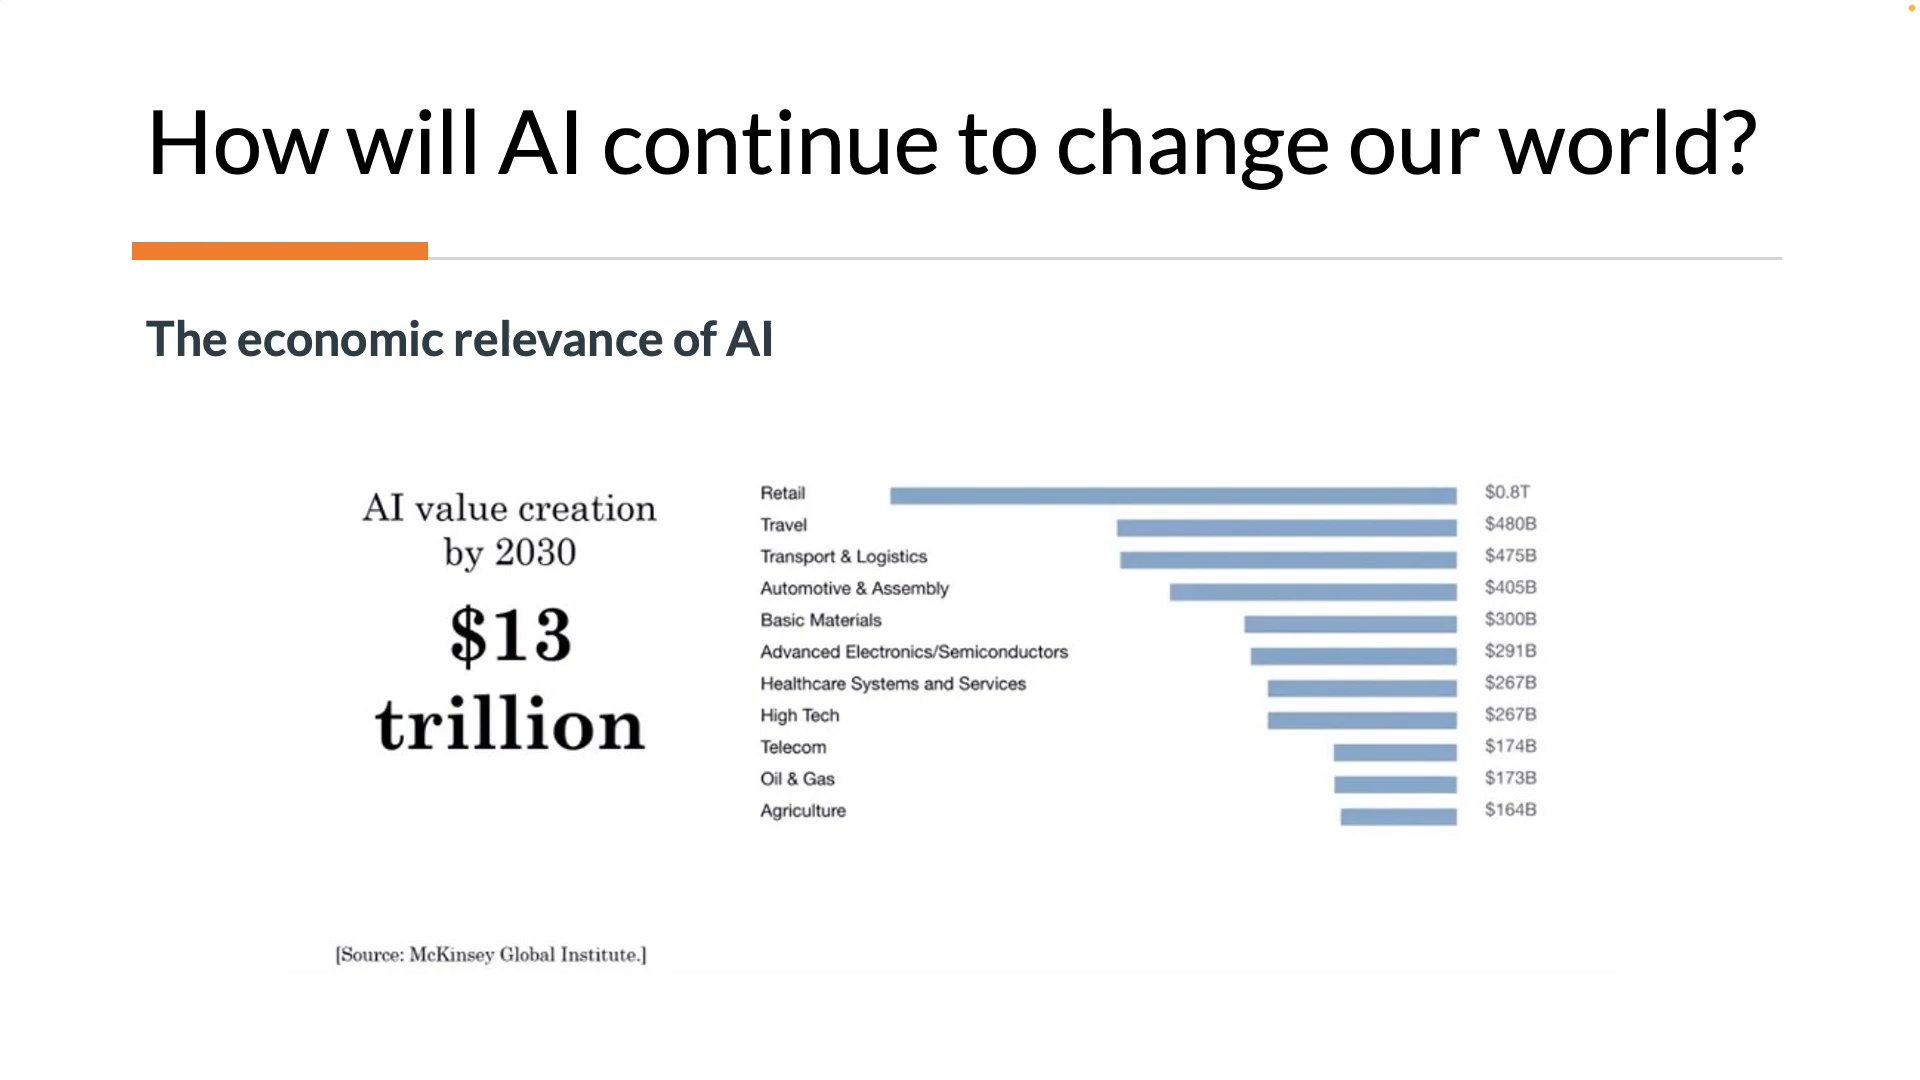 How will AI continue to change our world?
The economic relevance of AI
AI value creation
by 2030
$13
trillion
Retail $0.8T
Travel $480B
Transport & Logistics $475B
Automotive & Assembly $405B
Basic Materials $300B
Advanced Electronics/Semiconductors $291B
Healthcare Systems and Services $267B
High Tech $267B
Telecom $174B
Oil & Gas $173B
Agriculture $164B
[Source: McKinsey Global Institute.]